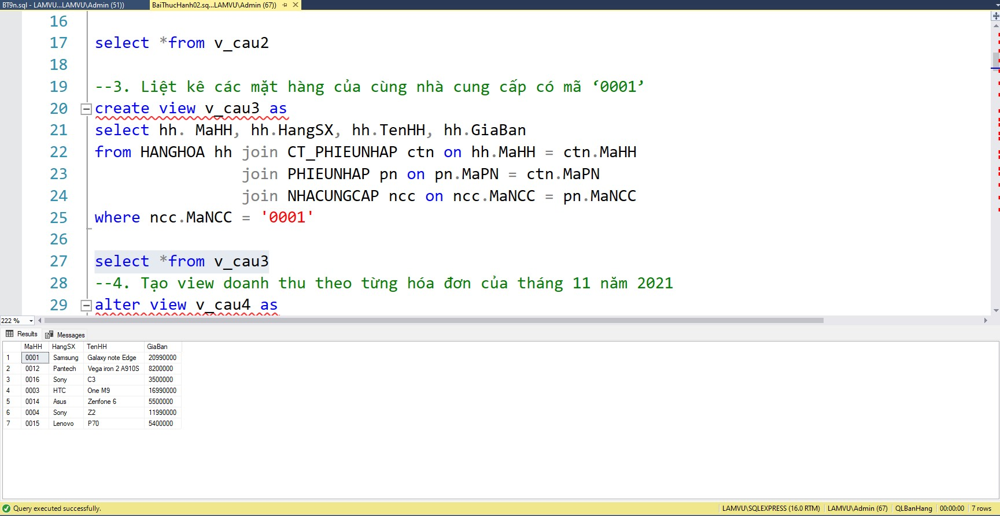 BT9n.sql - LAMVU...LAMVU\Admin (51))
BaiThucHanh02.sq...LAMVU\Admin (67))
16
17 select *from v_cau2
18
19 --3. Liệt kê các mặt hàng của cùng nhà cung cấp có mã ‘0001’
20 create view v_cau3 as
21 select hh. MaHH, hh.HangSX, hh.TenHH, hh.GiaBan
22 from HANGHOA hh join CT_PHIEUNHAP ctn on hh.MaHH = ctn.MaHH
23 join PHIEUNHAP pn on pn.MaPN = ctn.MaPN
24 join NHACUNGCAP ncc on ncc.MaNCC = pn.MaNCC
25 where ncc.MaNCC = '0001'
26
27 select *from v_cau3
28 --4. Tạo view doanh thu theo từng hóa đơn của tháng 11 năm 2021
29 alter view v_cau4 as
222 %
Results Messages
MaHH HangSX TenHH GiaBan
1 0001 Samsung Galaxy note Edge 20990000
2 0012 Pantech Vega iron 2 A910S 8200000
3 0016 Sony C3 3500000
4 0003 HTC One M9 16990000
5 0014 Asus Zenfone 6 5500000
6 0004 Sony Z2 11990000
7 0015 Lenovo P70 5400000
Query executed successfully.
LAMVU\SQLEXPRESS (16.0 RTM) LAMVU\Admin (67) QLBanHang 00:00:00 7 rows